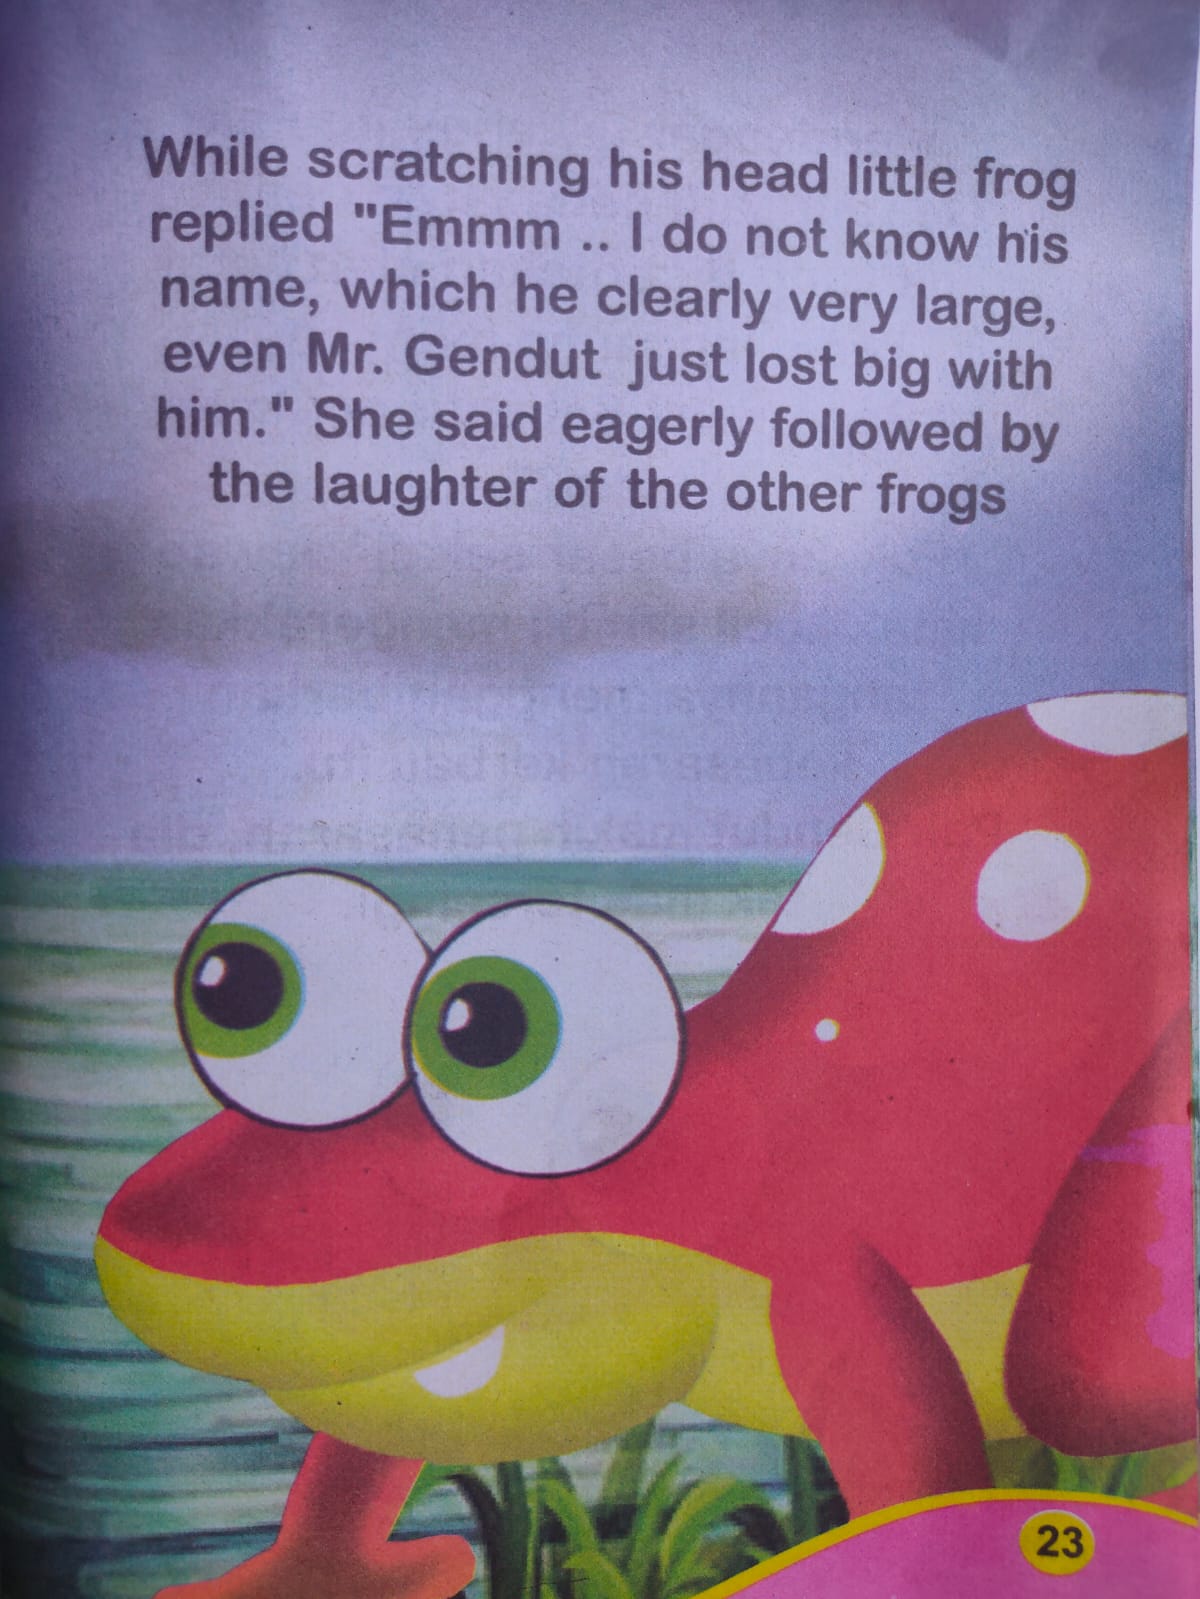 While scratching his head little frog
replied "Emmm .. I do not know his
name, which he clearly very large,
even Mr. Gendut just lost big with
him." She said eagerly followed by
the laughter of the other frogs
23